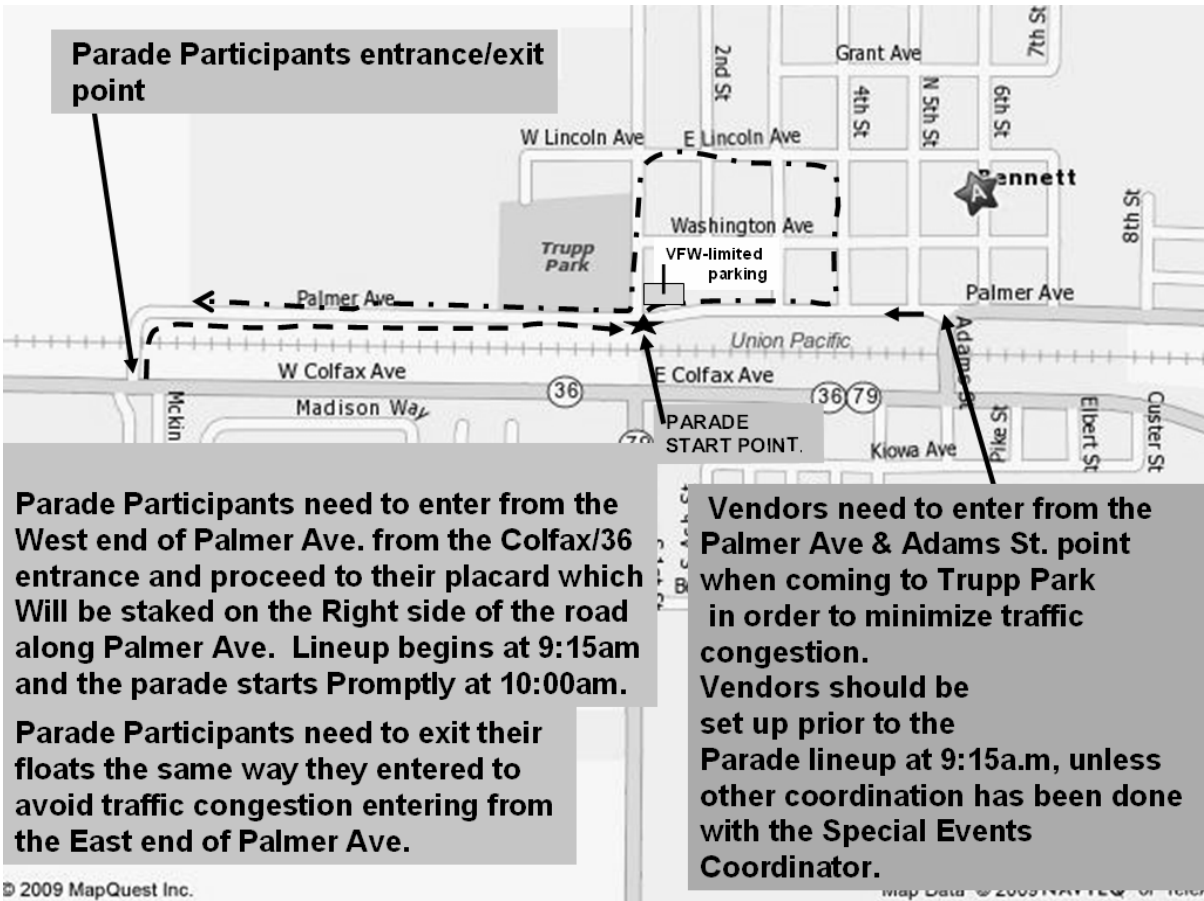 Parade Participants entrance/exit
point
2nd St
Grant Ave
7th St
4th St
N 5th St
6th St
W Lincoln Ave
E Lincoln Ave
A
Bennett
Washington Ave
8th St
Trupp
Park
VFW-limited
parking
Palmer Ave
Palmer Ave
Union Pacific
Adams St
W Colfax Ave
E Colfax Ave
36
36
79
Mckin
Madison Way
79
PARADE
START POINT.
Kiowa Ave
Pike St
Elbert St
Custer St
Parade Participants need to enter from the
West end of Palmer Ave. from the Colfax/36
entrance and proceed to their placard which
Will be staked on the Right side of the road
along Palmer Ave.  Lineup begins at 9:15am
and the parade starts Promptly at 10:00am.
Parade Participants need to exit their
floats the same way they entered to
avoid traffic congestion entering from
the East end of Palmer Ave.
Vendors need to enter from the
Palmer Ave & Adams St. point
when coming to Trupp Park
in order to minimize traffic
congestion.
Vendors should be
set up prior to the
Parade lineup at 9:15a.m, unless
other coordination has been done
with the Special Events
Coordinator.
© 2009 MapQuest Inc.
Map Data © 2009 NAVTEQ or TeleA